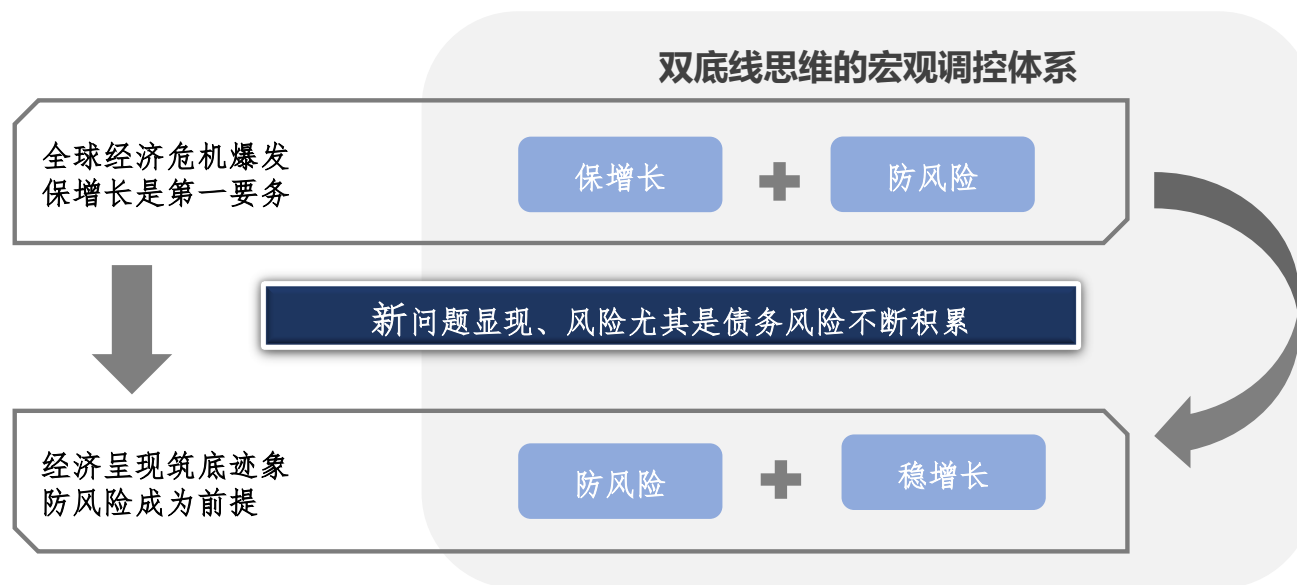 双底线思维的宏观调控体系
全球经济危机爆发
保增长是第一要务
保增长
防风险
新问题显现、风险尤其是债务风险不断积累
经济呈现筑底迹象
防风险成为前提
防风险
稳增长